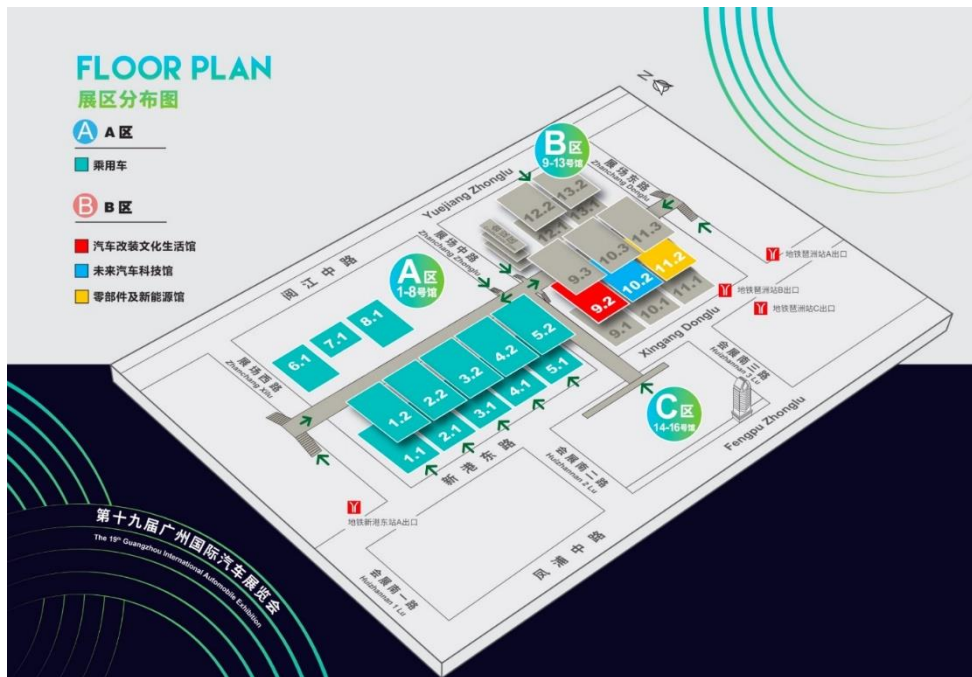 FLOOR PLAN
展区分布图
A A区
乘用车
B B区
汽车改装文化生活馆
未来汽车科技馆
零部件及新能源馆
N
B区
9-13号馆
A区
1-8号馆
C区
14-16号馆
Yuejiang Zhonglu
阅江中路
展场东路
Zhanchang Donglu
展场中路
Zhanchang Zhonglu
展场西路
Zhanchang Xilu
13.2
12.2
13.1
12.1
11.3
10.3
9.3
11.2
10.2
9.2
11.1
10.1
9.1
8.1
7.1
6.1
5.2
4.2
3.2
2.2
1.2
5.1
4.1
3.1
2.1
1.1
地铁琶洲站A出口
地铁琶洲站B出口
地铁琶洲站C出口
Xingang Donglu
新港东路
会展南三路
Huizhannan 3 Lu
Fengpu Zhonglu
会展南二路
Huizhannan 2 Lu
地铁新港东站A出口
凤浦中路
会展南一路
Huizhannan 1 Lu
第十九届广州国际汽车展览会
The 19th Guangzhou International Automobile Exhibition